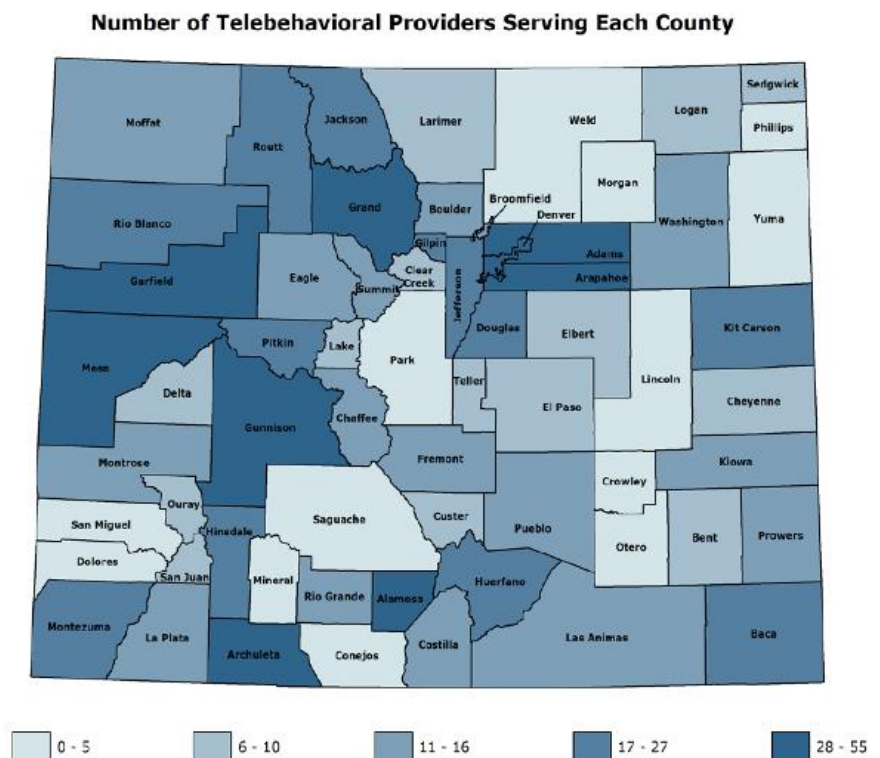 Number of Telebehavioral Providers Serving Each County
Moffat
Routt
Jackson
Larimer
Weld
Logan
Sedgwick
Phillips
Morgan
Rio Blanco
Grand
Boulder
Broomfield
Denver
Washington
Yuma
Gilpin
Adams
Garfield
Eagle
Summit
Clear
Creek
Jefferson
Arapahoe
Mesa
Pitkin
Lake
Park
Douglas
Elbert
Lincoln
Kit Carson
Delta
Gunnison
Chaffee
Teller
El Paso
Cheyenne
Montrose
Fremont
Kiowa
Ouray
Crowley
San Miguel
Hinsdale
Saguache
Custer
Pueblo
Otero
Bent
Prowers
Dolores
San Juan
Mineral
Rio Grande
Alamosa
Huerfano
Montezuma
La Plata
Archuleta
Conejos
Costilla
Las Animas
Baca
0 - 5
6 - 10
11 - 16
17 - 27
28 - 55